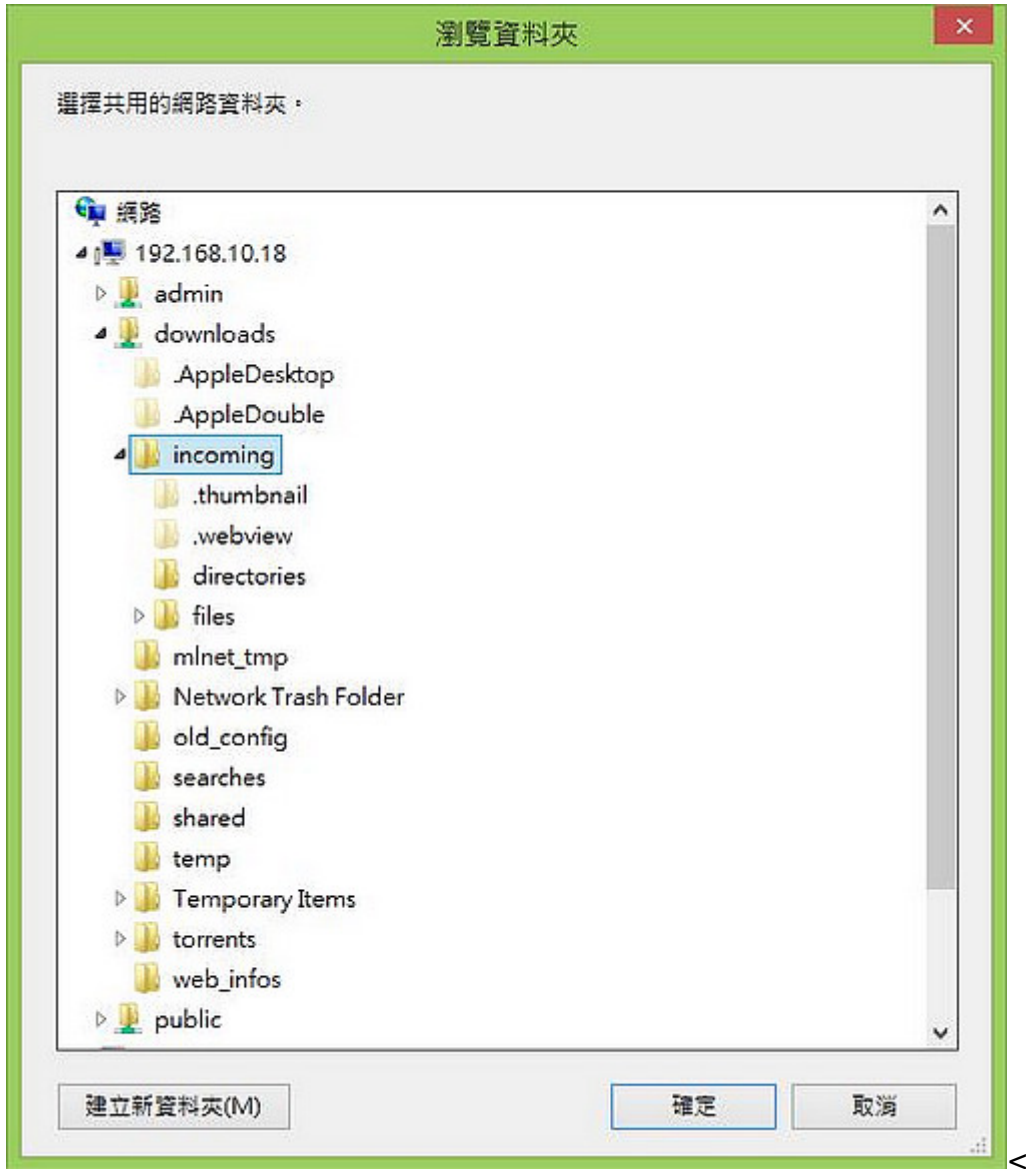 瀏覽資料夾
選擇共用的網路資料夾。
網路
192.168.10.18
admin
downloads
.AppleDesktop
.AppleDouble
incoming
.thumbnail
.webview
directories
files
mlnet_tmp
Network Trash Folder
old_config
searches
shared
temp
Temporary Items
torrents
web_infos
public
建立新資料夾(M)
確定
取消
<